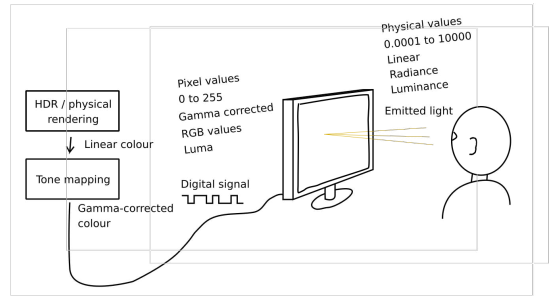 HDR / physical
rendering
Linear colour
Tone mapping
Gamma-corrected
colour
Pixel values
0 to 255
Gamma corrected
RGB values
Luma
Digital signal
Physical values
0.0001 to 10000
Linear
Radiance
Luminance
Emitted light